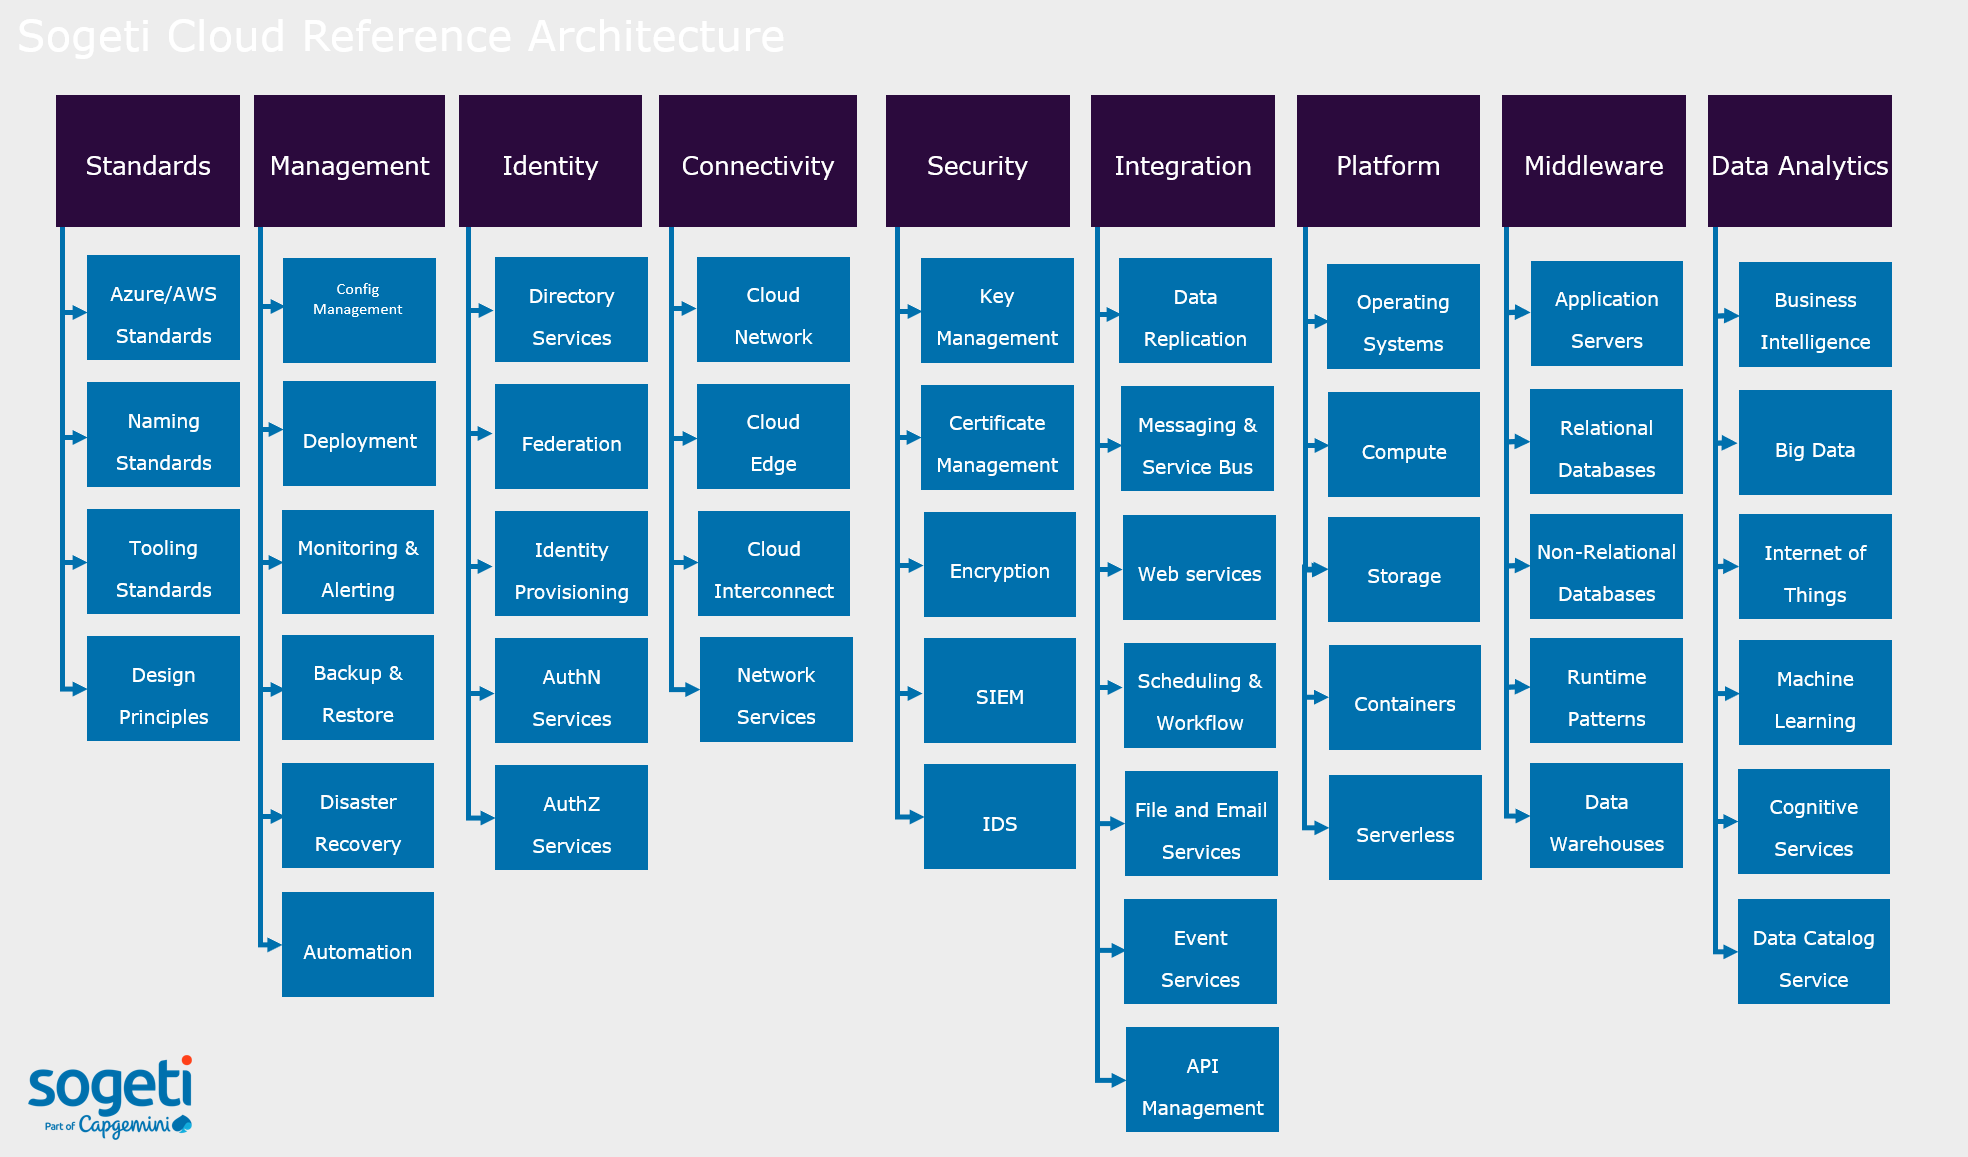 Sogeti Cloud Reference Architecture
Standards
Azure/AWS
Standards
Naming
Standards
Tooling
Standards
Design
Principles
Management
Config
Management
Deployment
Monitoring &
Alerting
Backup &
Restore
Disaster
Recovery
Automation
Identity
Directory
Services
Federation
Identity
Provisioning
AuthN
Services
AuthZ
Services
Connectivity
Cloud
Network
Cloud
Edge
Cloud
Interconnect
Network
Services
Security
Key
Management
Certificate
Management
Encryption
SIEM
IDS
Integration
Data
Replication
Messaging &
Service Bus
Web services
Scheduling &
Workflow
File and Email
Services
Event
Services
API
Management
Platform
Operating
Systems
Compute
Storage
Containers
Serverless
Middleware
Application
Servers
Relational
Databases
Non-Relational
Databases
Runtime
Patterns
Data
Warehouses
Data Analytics
Business
Intelligence
Big Data
Internet of
Things
Machine
Learning
Cognitive
Services
Data Catalog
Service
sogeti
Part of Capgemini